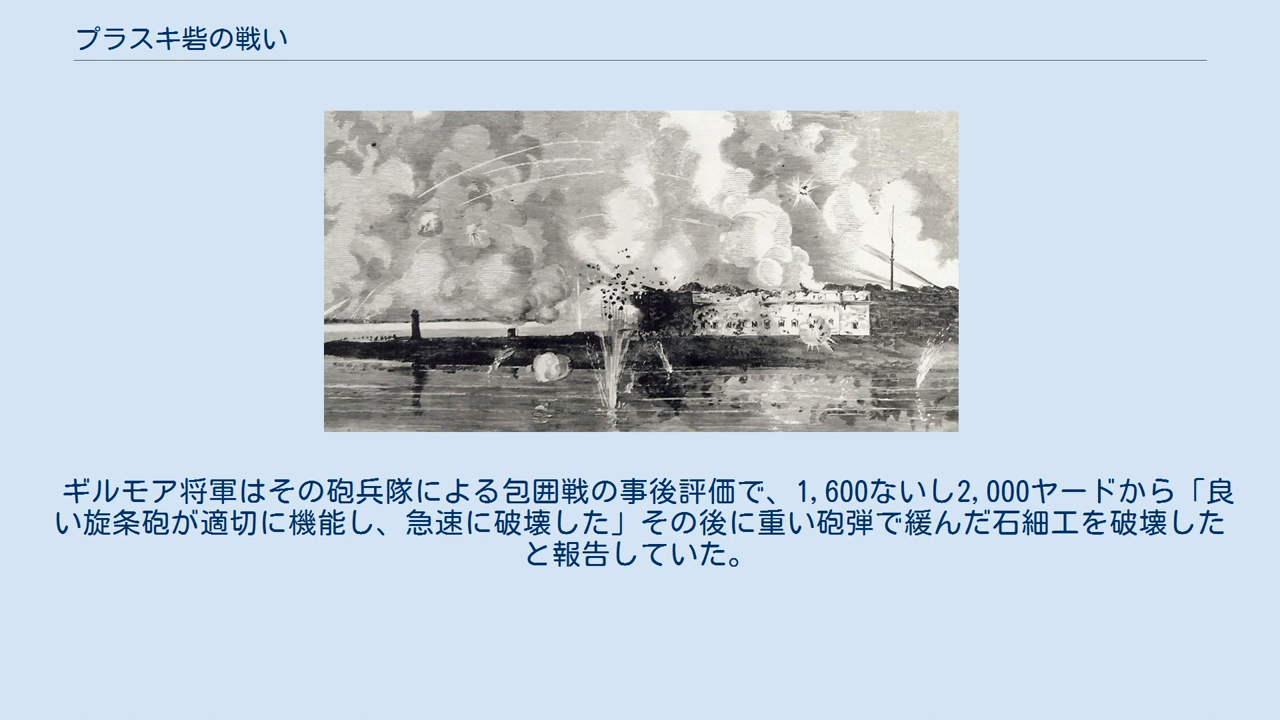 プラスキ砦の戦い
ギルモア将軍はその砲兵隊による包囲戦の事後評価で、1,600ないし2,000ヤードから「良
い旋条砲が適切に機能し、急速に破壊した」その後に重い砲弾で緩んだ石細工を破壊した
と報告していた。